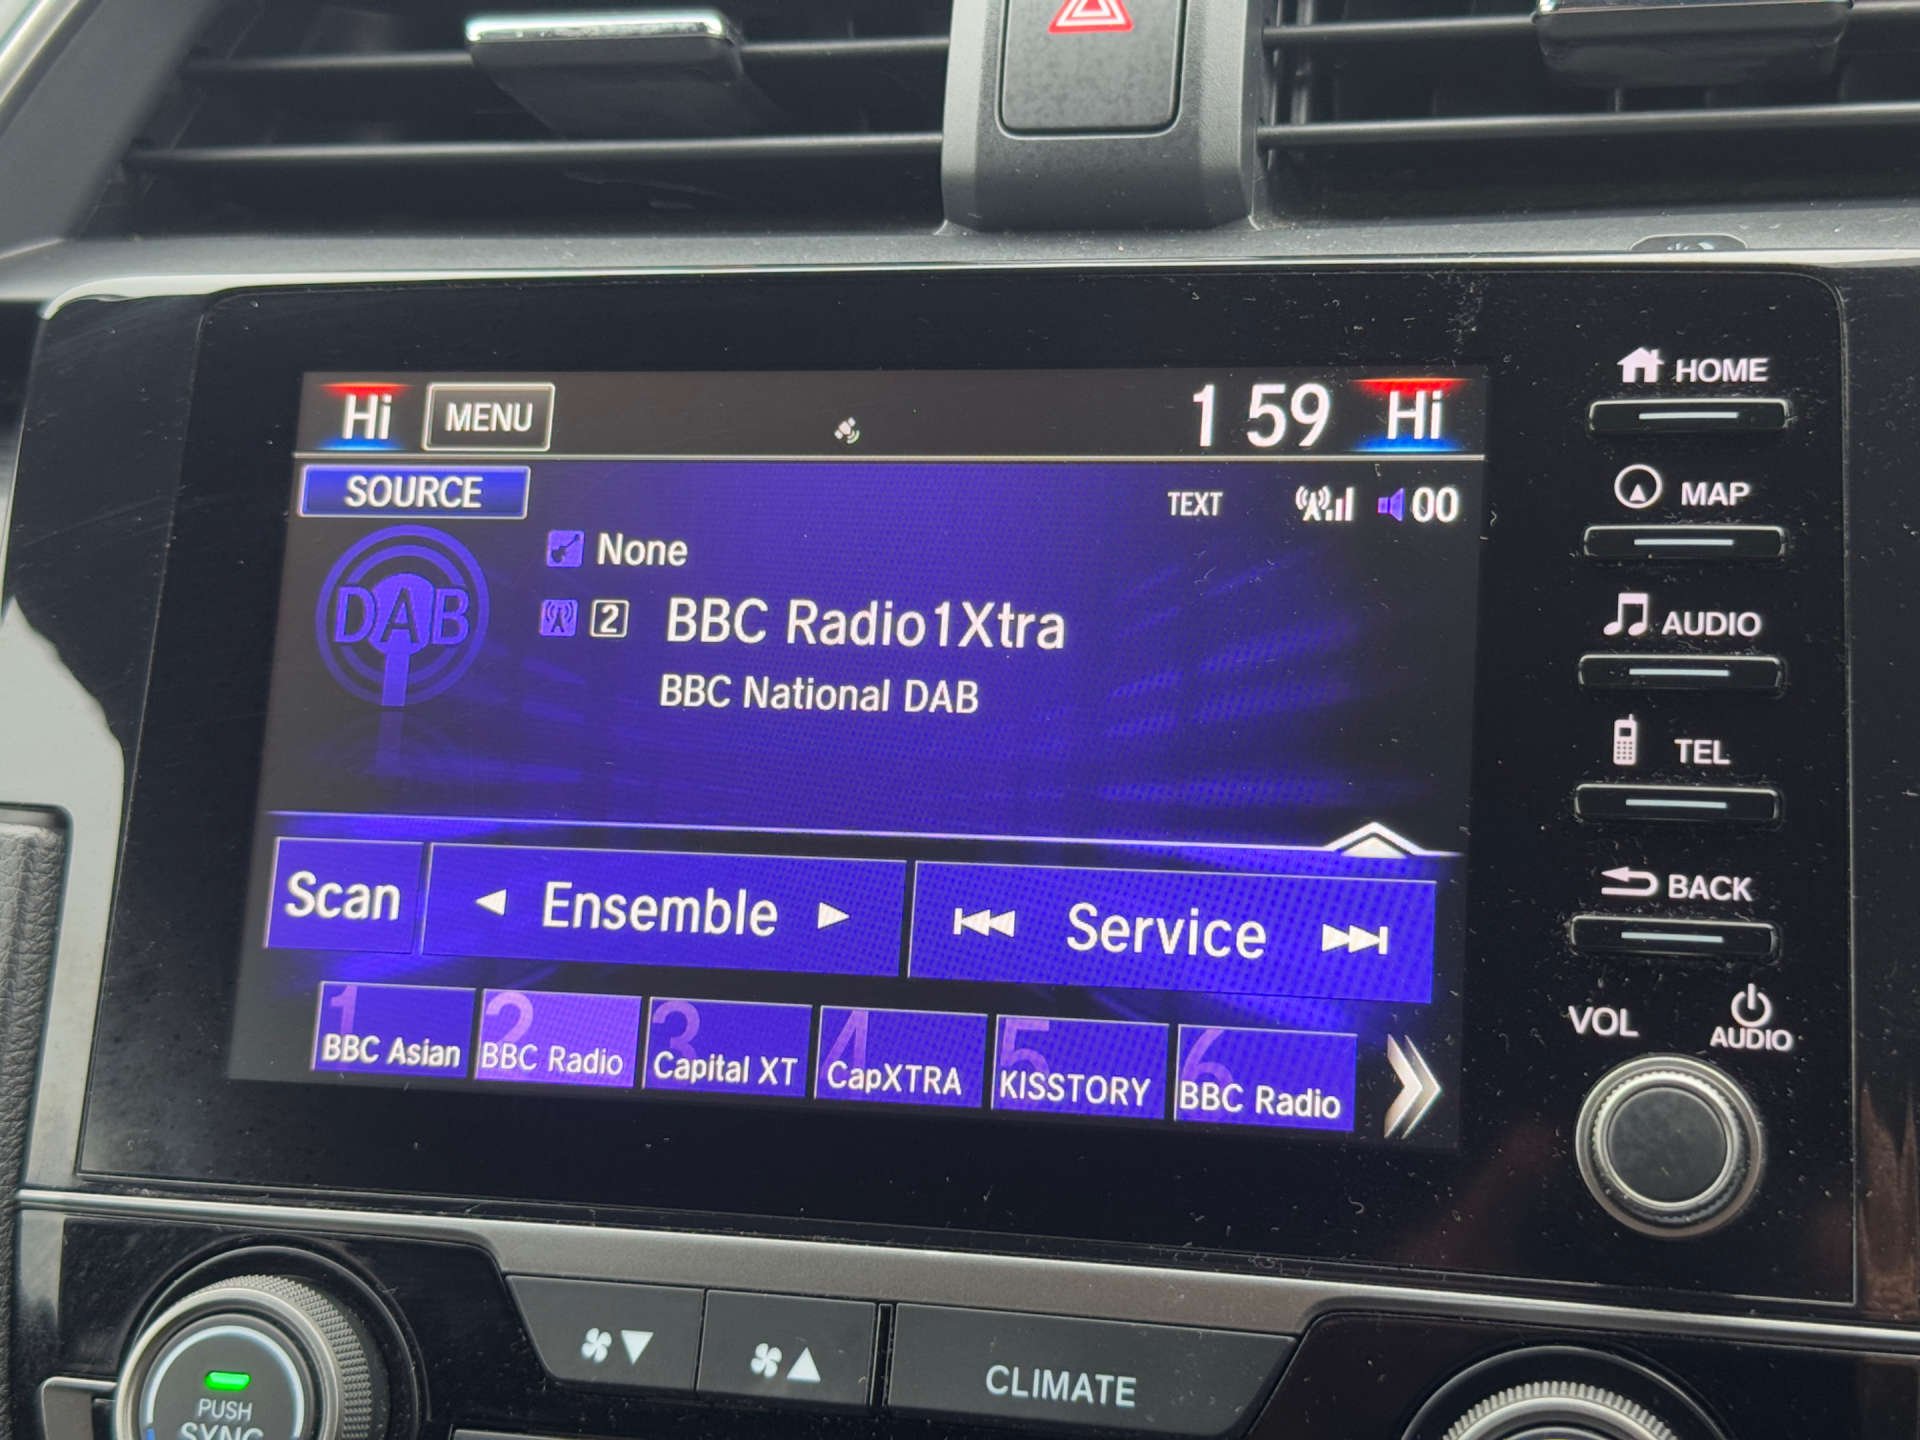 Hi MENU 1 59 Hi
SOURCE TEXT 00
DAB
None
2 BBC Radio1Xtra
BBC National DAB
Scan Ensemble Service
1 BBC Asian
2 BBC Radio
3 Capital XT
4 CapXTRA
5 KISSTORY
6 BBC Radio
HOME
MAP
AUDIO
TEL
BACK
VOL
AUDIO
CLIMATE
PUSH
SYNC